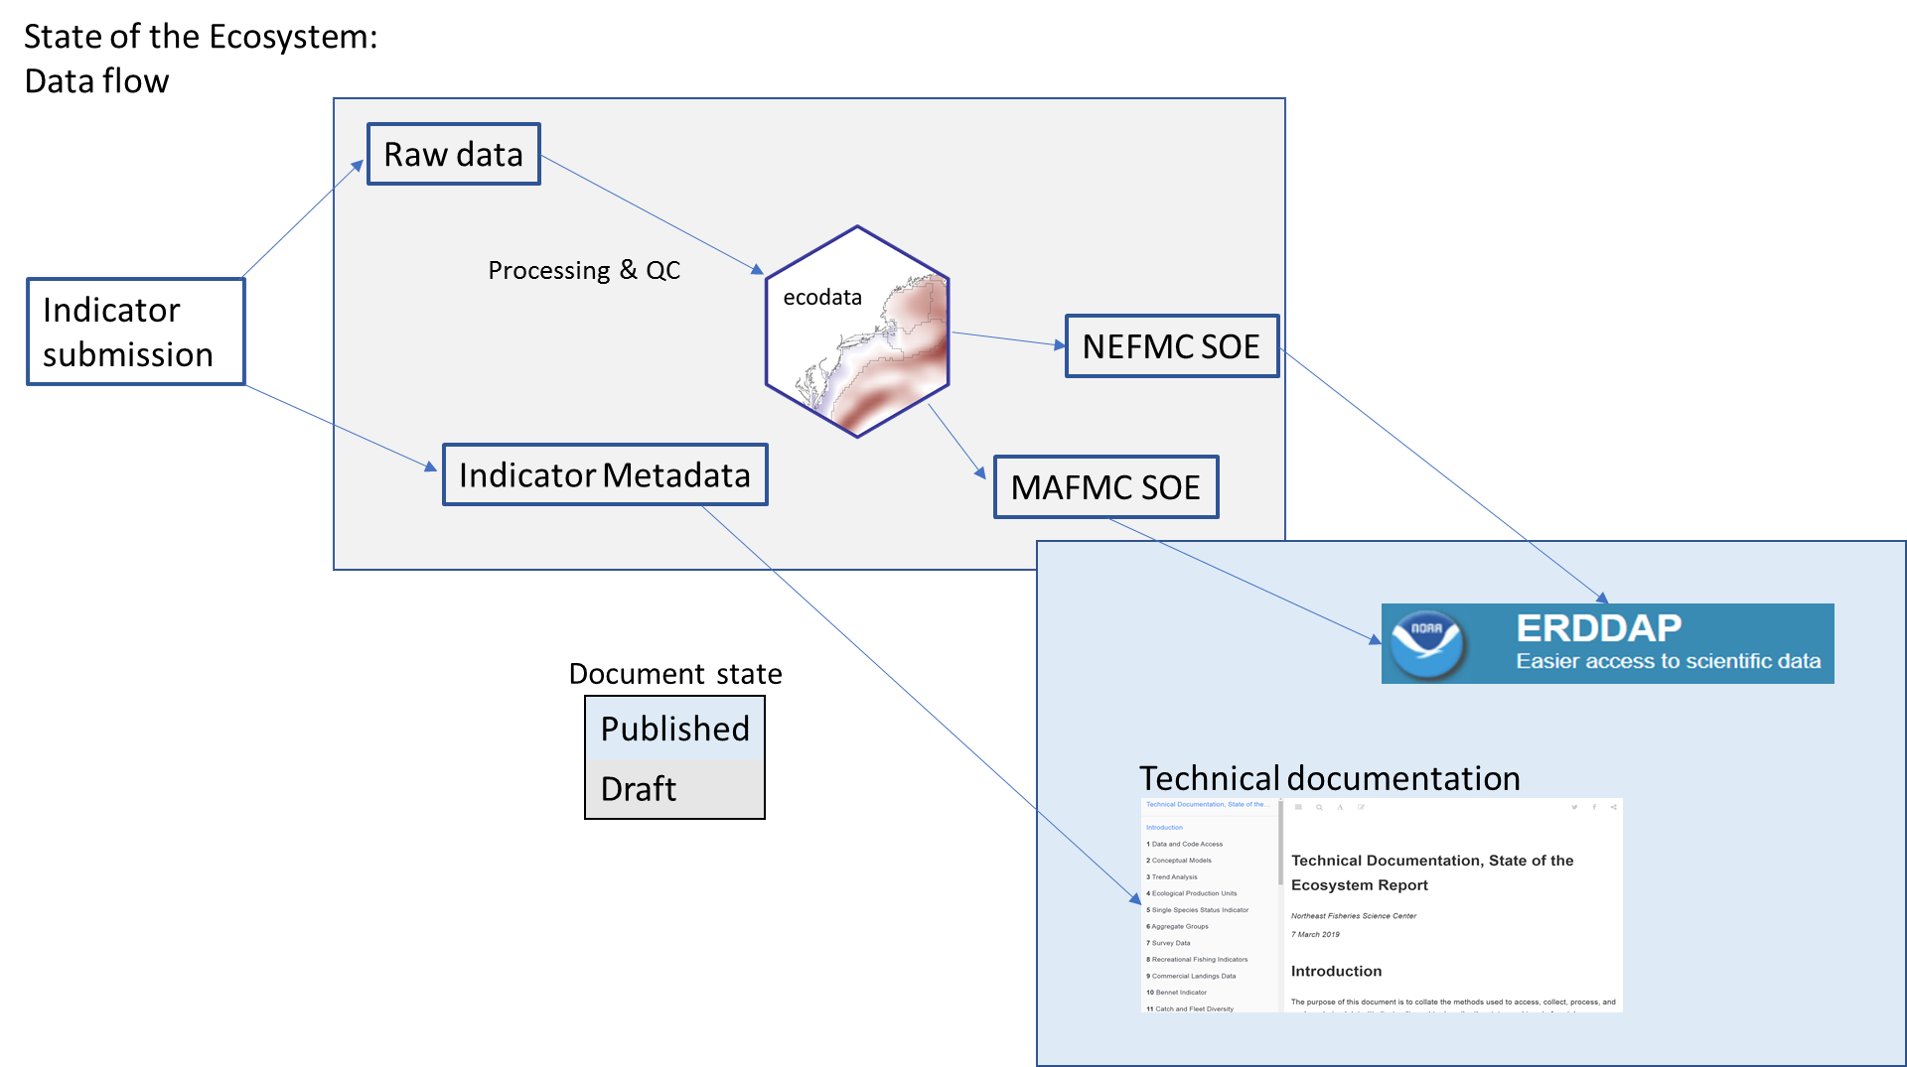 State of the Ecosystem:
Data flow
Raw data
Processing & QC
ecodata
Indicator
submission
NEFMC SOE
Indicator Metadata
MAFMC SOE
NOAA
ERDDAP
Easier access to scientific data
Document state
Published
Draft
Technical documentation
Technical Documentation, State of the...
Introduction
1 Data and Code Access
2 Conceptual Models
3 Trend Analysis
4 Ecological Production Units
5 Single Species Status Indicator
6 Aggregate Groups
7 Survey Data
8 Recreational Fishing Indicators
9 Commercial Landings Data
10 Bennet Indicator
11 Catch and Fleet Diversity
Technical Documentation, State of the
Ecosystem Report
Northeast Fisheries Science Center
7 March 2019
Introduction
The purpose of this document is to collate the methods used to access, collect, process, and